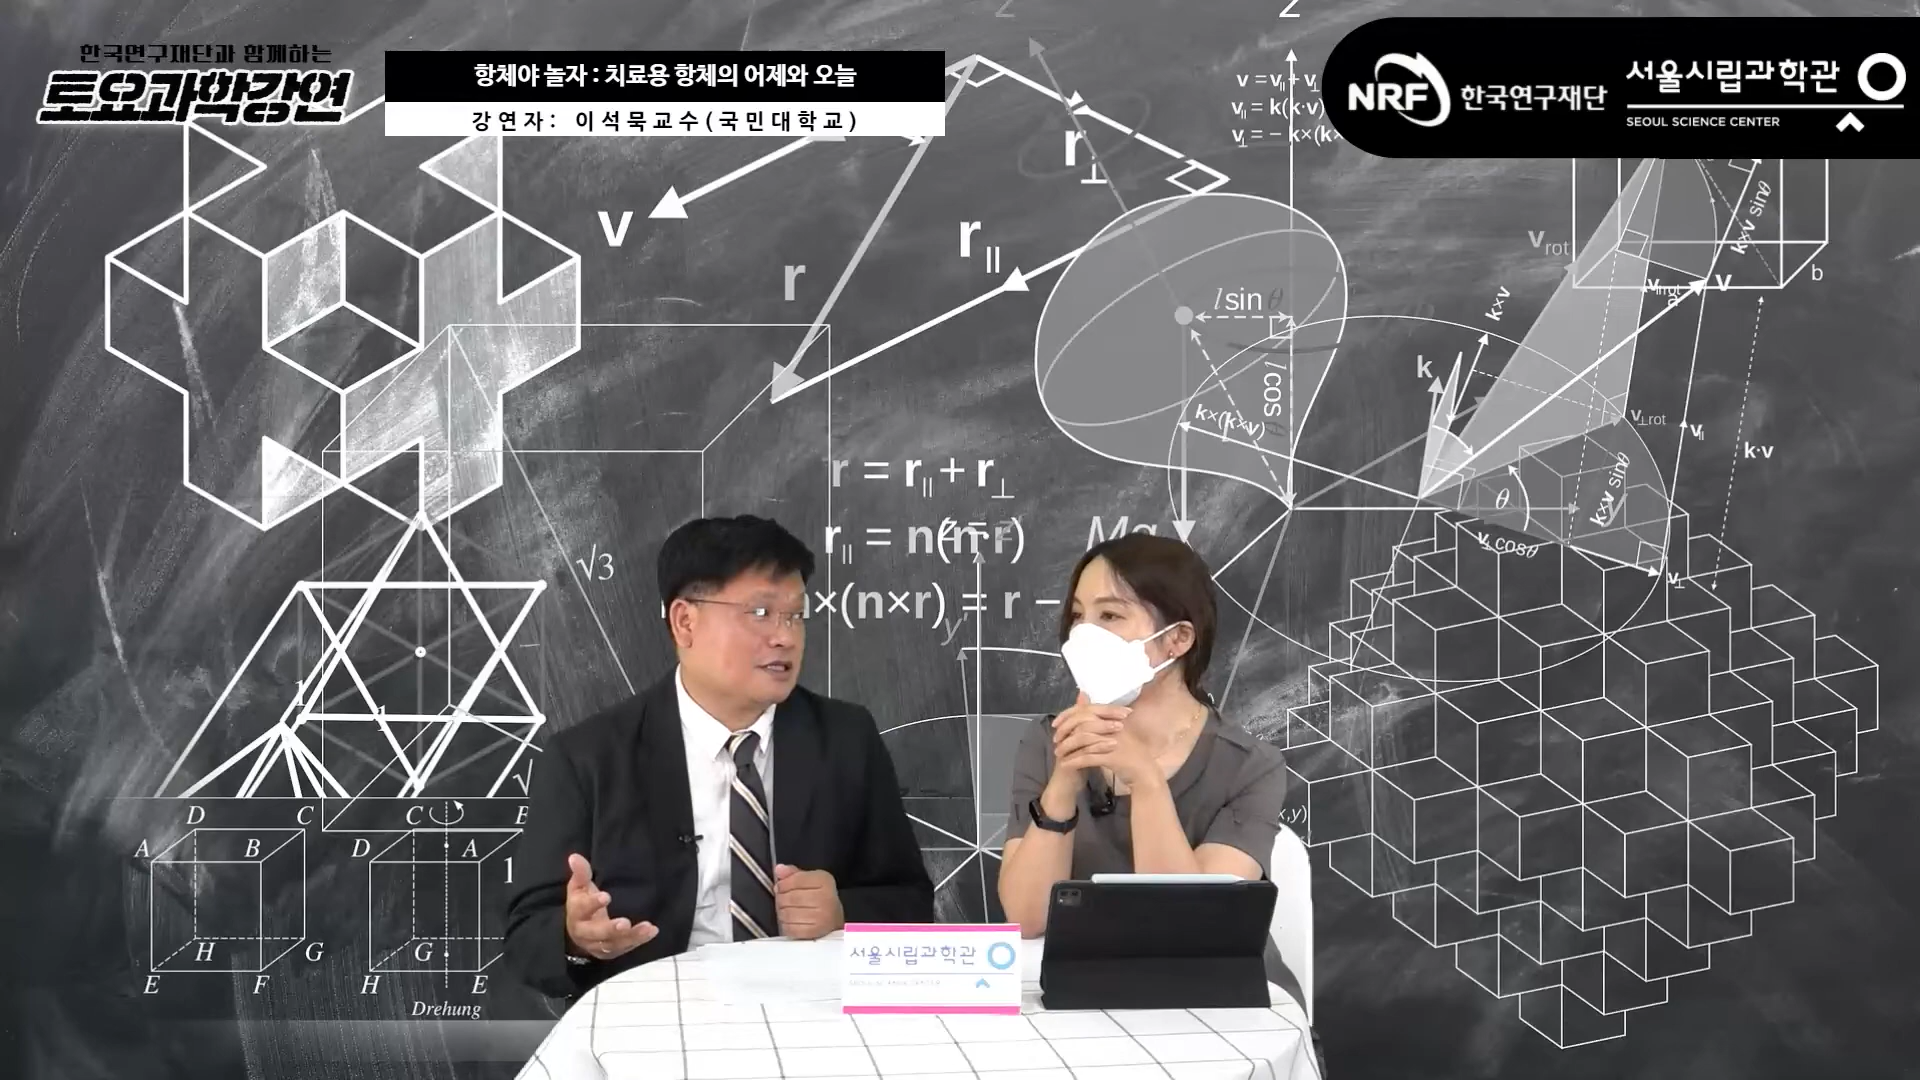 한국연구재단과 함께하는
토요과학강연
항체야 놀자 : 치료용 항체의 어제와 오늘
강연자: 이석묵교수(국민대학교)
NRF 한국연구재단
서울시립과학관
SEOUL SCIENCE CENTER
v
r
r∥
r⊥
l sin θ
l cos θ
r = r∥ + r⊥
√3
k
k×v
k×(k×v)
v
b
k×v sinθ
k·v
v∥
v⊥rot
θ
v⊥ cosθ
v⊥
k×v sinθ
vrot
y
1
D C
A B
H G
E F
C
D A
G
H E
Drehung
1
서울시립과학관